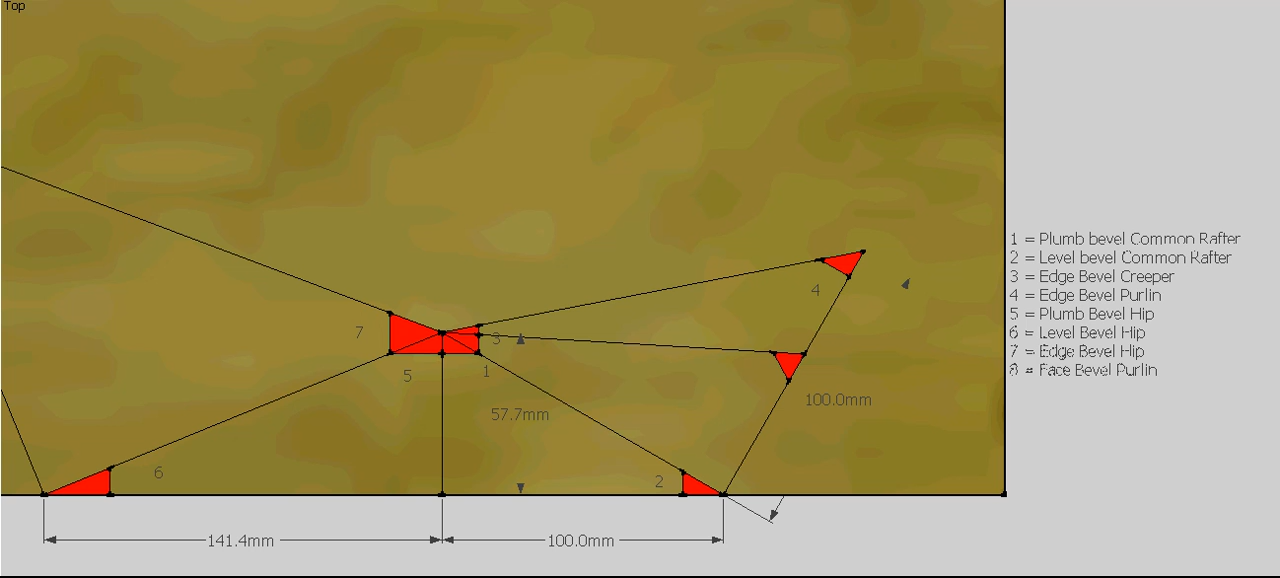 Top
1 = Plumb bevel Common Rafter
2 = Level bevel Common Rafter
3 = Edge Bevel Creeper
4 = Edge Bevel Purlin
5 = Plumb Bevel Hip
6 = Level Bevel Hip
7 = Edge Bevel Hip
8 = Face Bevel Purlin
4
7
3
5
1
100.0mm
57.7mm
6
2
141.4mm
100.0mm